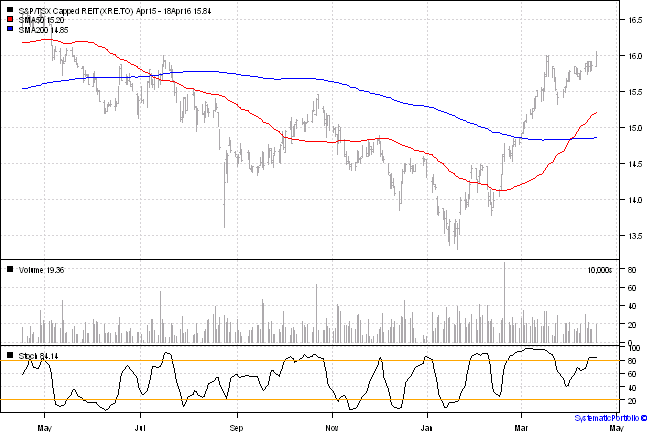 S&P/TSX Capped REIT (XRE.TO) Apr15 - 18Apr16 15.84
SMA50 15.20
SMA200 14.85
16.5
16.0
15.5
15.0
14.5
14.0
13.5
Volume 19.36
10,000s
80
60
40
20
0
Stoch 84.14
100
80
60
40
20
May
Jul
Sep
Nov
Jan
Mar
May
SystematicPortfolio ©